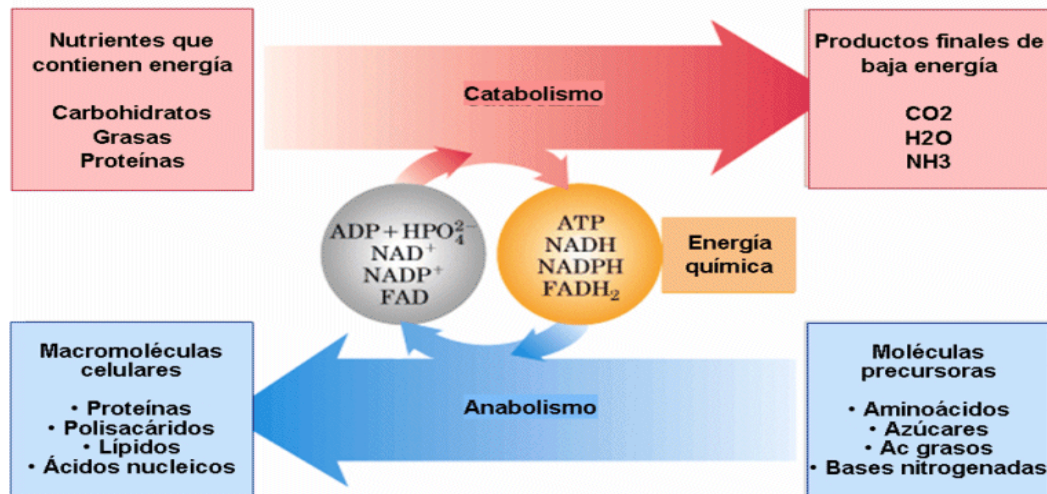 Nutrientes que
contienen energía
Carbohidratos
Grasas
Proteínas
Catabolismo
Productos finales de
baja energía
CO2
H2O
NH3
ADP + HPO₄²⁻
NAD⁺
NADP⁺
FAD
ATP
NADH
NADPH
FADH₂
Energía
química
Macromoléculas
celulares
• Proteínas
• Polisacáridos
• Lípidos
• Ácidos nucleicos
Anabolismo
Moléculas
precursoras
• Aminoácidos
• Azúcares
• Ac grasos
• Bases nitrogenadas